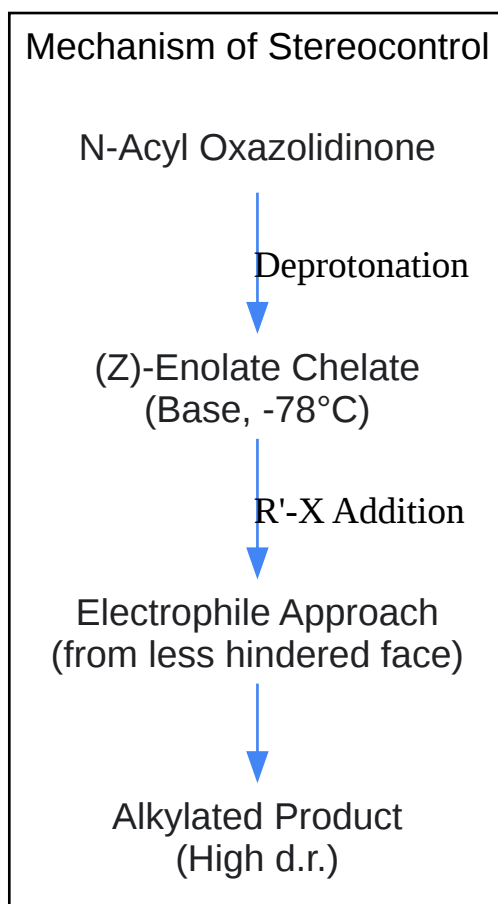 Mechanism of Stereocontrol
N-Acyl Oxazolidinone
Deprotonation
(Z)-Enolate Chelate
(Base, -78°C)
R'-X Addition
Electrophile Approach
(from less hindered face)
Alkylated Product
(High d.r.)